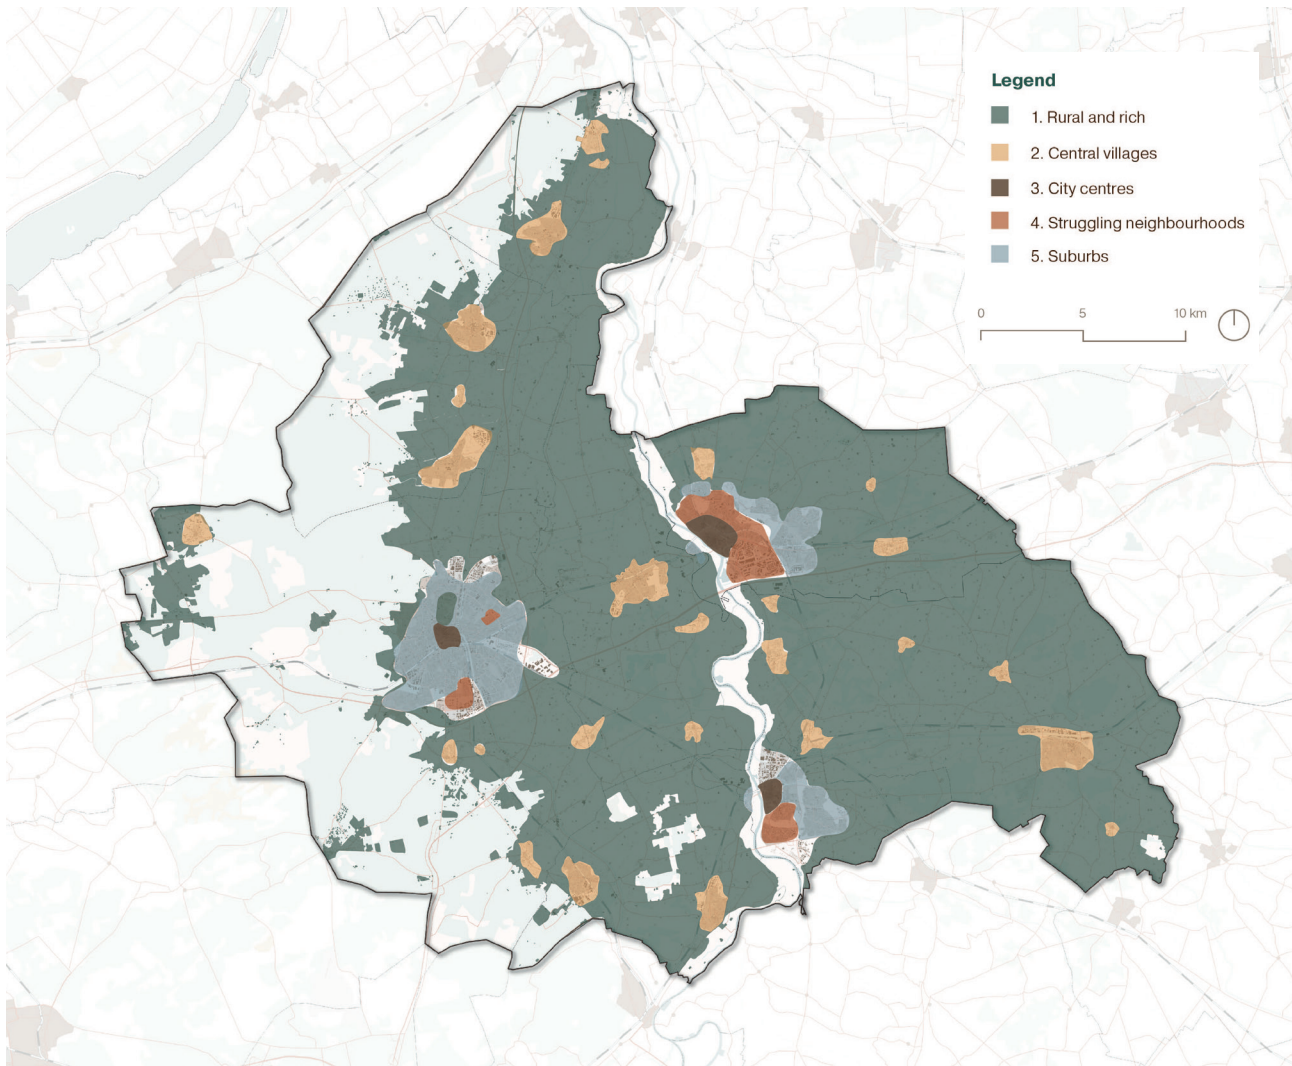 Legend
1. Rural and rich
2. Central villages
3. City centres
4. Struggling neighbourhoods
5. Suburbs
0 5 10 km